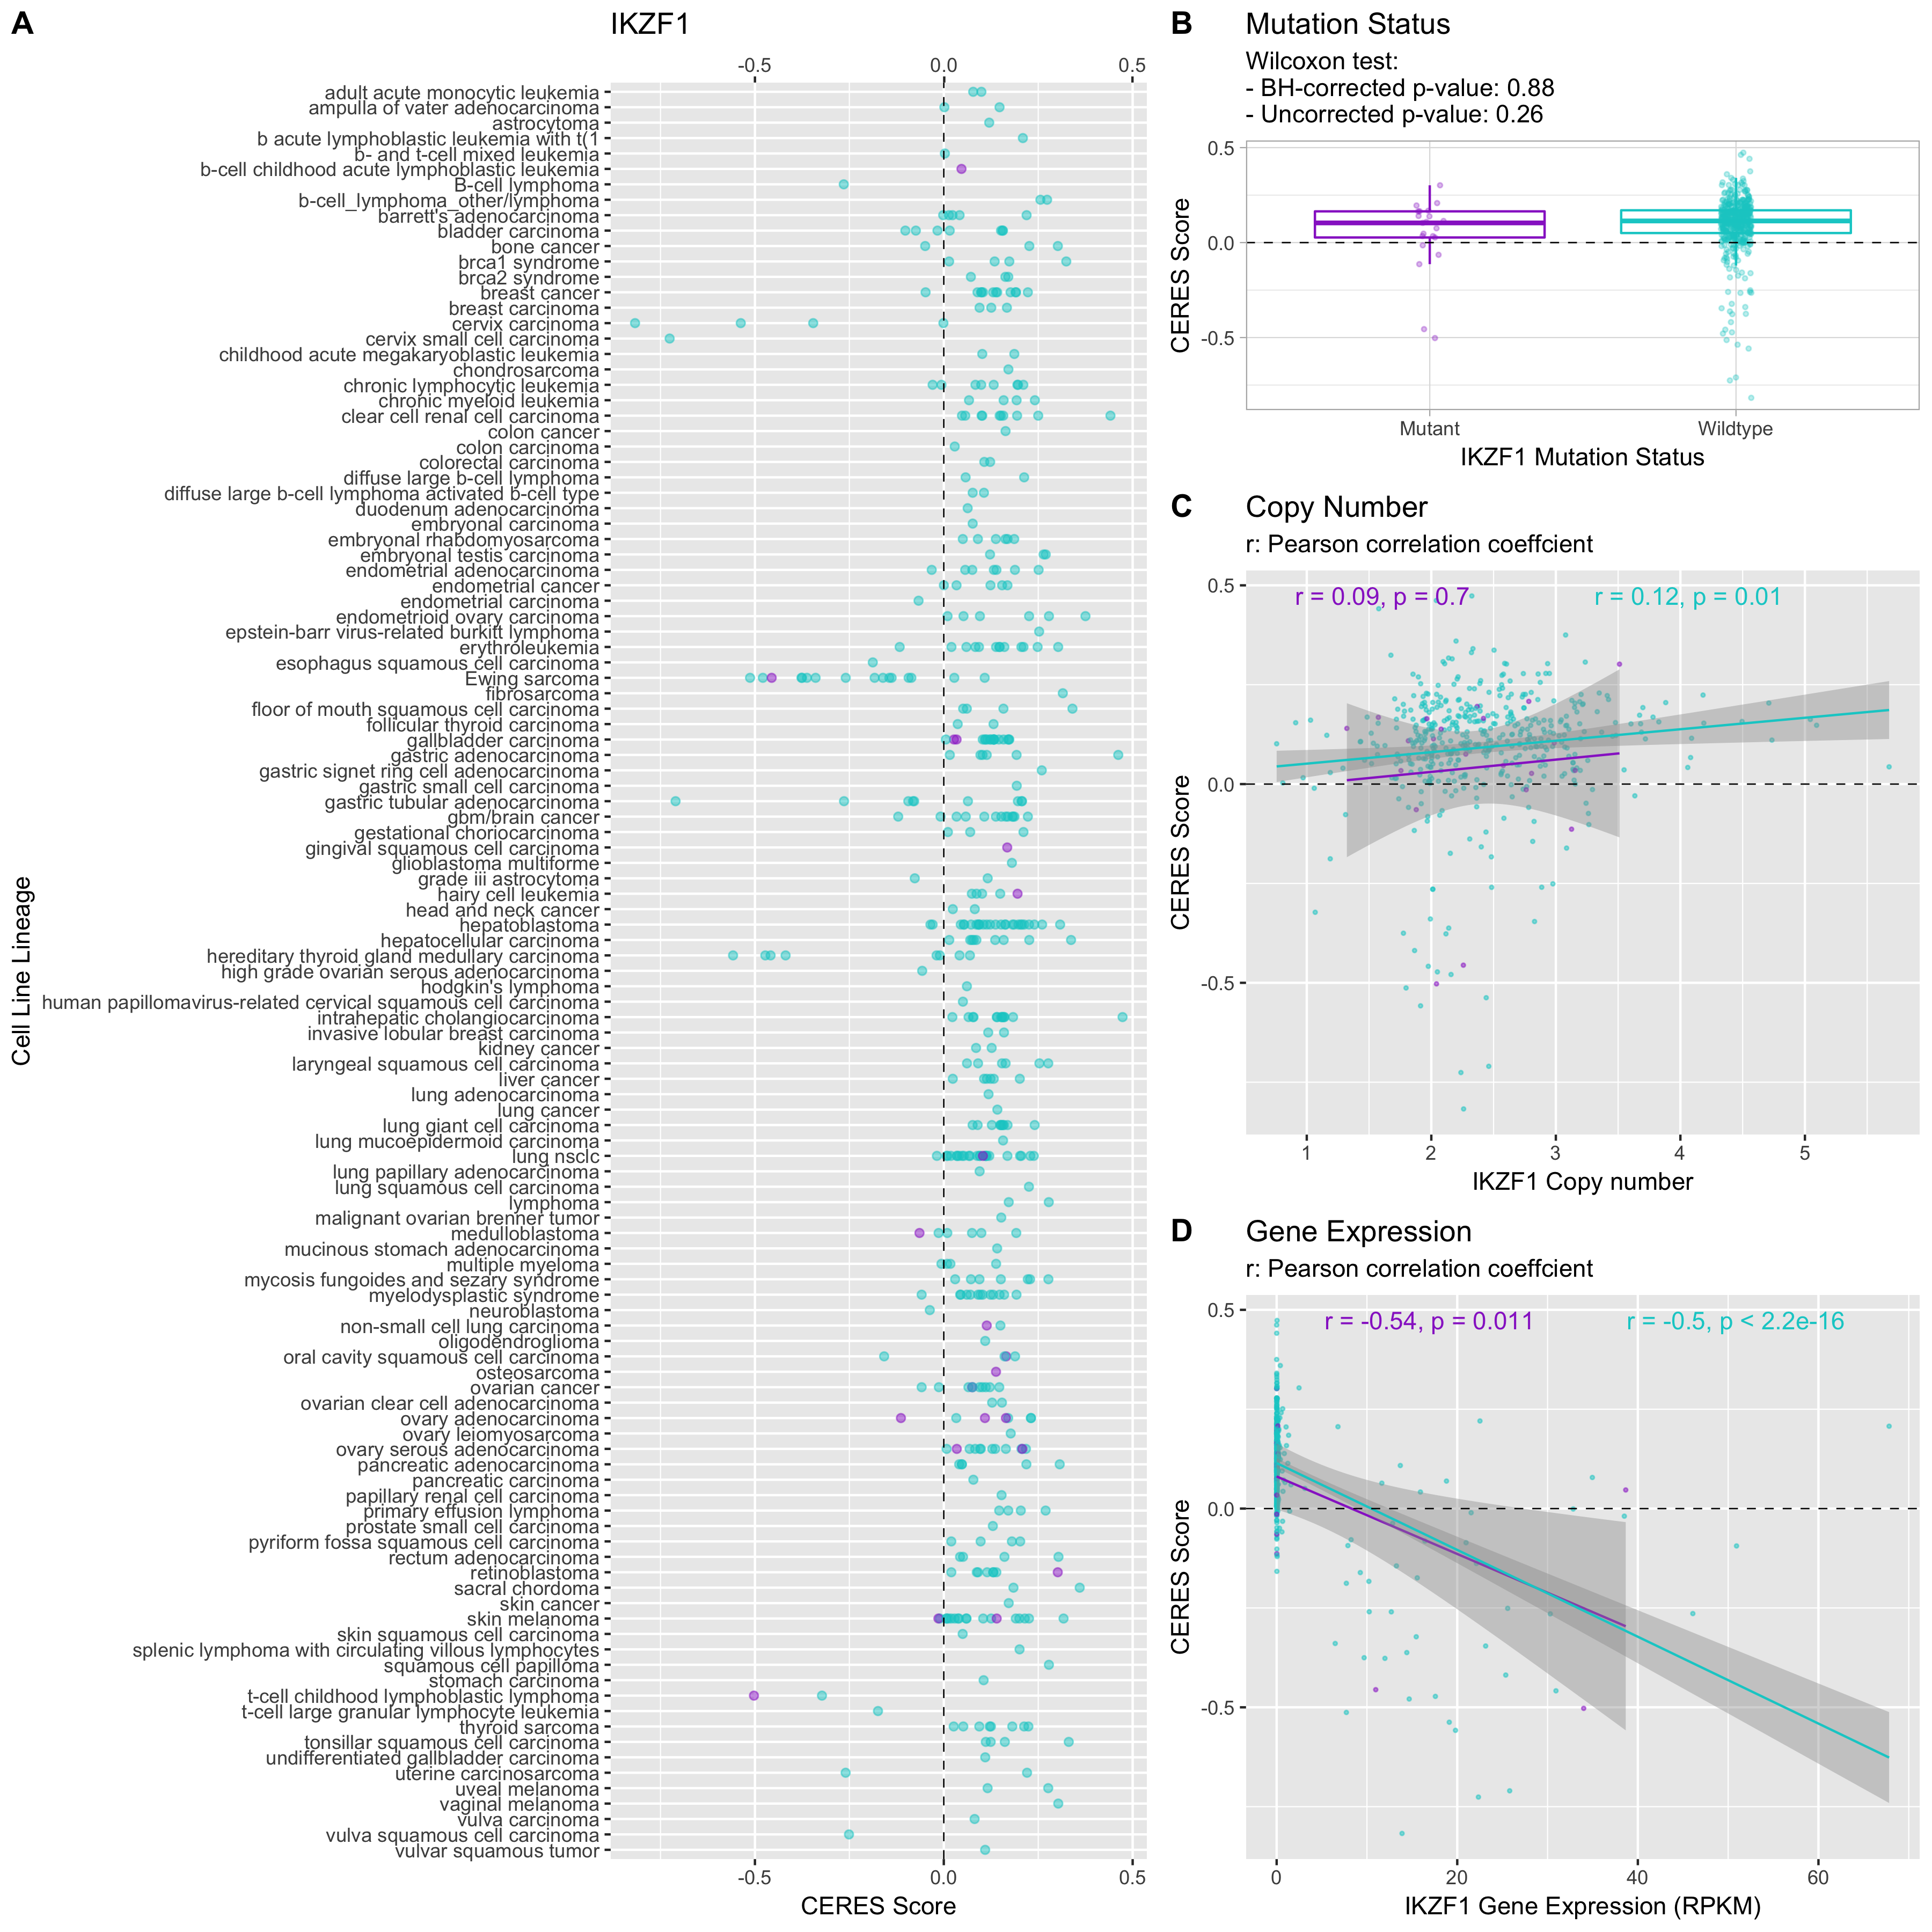 A
IKZF1
-0.5 0.0 0.5
adult acute monocytic leukemia
ampulla of vater adenocarcinoma
astrocytoma
b acute lymphoblastic leukemia with t(1
b- and t-cell mixed leukemia
b-cell childhood acute lymphoblastic leukemia
B-cell lymphoma
b-cell_lymphoma_other/lymphoma
barrett's adenocarcinoma
bladder carcinoma
bone cancer
brca1 syndrome
brca2 syndrome
breast cancer
breast carcinoma
cervix carcinoma
cervix small cell carcinoma
childhood acute megakaryoblastic leukemia
chondrosarcoma
chronic lymphocytic leukemia
chronic myeloid leukemia
clear cell renal cell carcinoma
colon cancer
colon carcinoma
colorectal carcinoma
diffuse large b-cell lymphoma
diffuse large b-cell lymphoma activated b-cell type
duodenum adenocarcinoma
embryonal carcinoma
embryonal rhabdomyosarcoma
embryonal testis carcinoma
endometrial adenocarcinoma
endometrial cancer
endometrial carcinoma
endometrioid ovary carcinoma
epstein-barr virus-related burkitt lymphoma
erythroleukemia
esophagus squamous cell carcinoma
Ewing sarcoma
fibrosarcoma
floor of mouth squamous cell carcinoma
follicular thyroid carcinoma
gallbladder carcinoma
gastric adenocarcinoma
gastric signet ring cell adenocarcinoma
gastric small cell carcinoma
gastric tubular adenocarcinoma
gbm/brain cancer
gestational choriocarcinoma
gingival squamous cell carcinoma
glioblastoma multiforme
grade iii astrocytoma
hairy cell leukemia
head and neck cancer
hepatoblastoma
hepatocellular carcinoma
hereditary thyroid gland medullary carcinoma
high grade ovarian serous adenocarcinoma
hodgkin's lymphoma
human papillomavirus-related cervical squamous cell carcinoma
intrahepatic cholangiocarcinoma
invasive lobular breast carcinoma
kidney cancer
laryngeal squamous cell carcinoma
liver cancer
lung adenocarcinoma
lung cancer
lung giant cell carcinoma
lung mucoepidermoid carcinoma
lung nsclc
lung papillary adenocarcinoma
lung squamous cell carcinoma
lymphoma
malignant ovarian brenner tumor
medulloblastoma
mucinous stomach adenocarcinoma
multiple myeloma
mycosis fungoides and sezary syndrome
myelodysplastic syndrome
neuroblastoma
non-small cell lung carcinoma
oligodendroglioma
oral cavity squamous cell carcinoma
osteosarcoma
ovarian cancer
ovarian clear cell adenocarcinoma
ovary adenocarcinoma
ovary leiomyosarcoma
ovary serous adenocarcinoma
pancreatic adenocarcinoma
pancreatic carcinoma
papillary renal cell carcinoma
primary effusion lymphoma
prostate small cell carcinoma
pyriform fossa squamous cell carcinoma
rectum adenocarcinoma
retinoblastoma
sacral chordoma
skin cancer
skin melanoma
skin squamous cell carcinoma
splenic lymphoma with circulating villous lymphocytes
squamous cell papilloma
stomach carcinoma
t-cell childhood lymphoblastic lymphoma
t-cell large granular lymphocyte leukemia
thyroid sarcoma
tonsillar squamous cell carcinoma
undifferentiated gallbladder carcinoma
uterine carcinosarcoma
uveal melanoma
vaginal melanoma
vulva carcinoma
vulva squamous cell carcinoma
vulvar squamous tumor
-0.5 0.0 0.5
CERES Score
Cell Line Lineage
B
Mutation Status
Wilcoxon test:
- BH-corrected p-value: 0.88
- Uncorrected p-value: 0.26
0.5
0.0
-0.5
CERES Score
Mutant Wildtype
IKZF1 Mutation Status
C
Copy Number
r: Pearson correlation coeffcient
r = 0.09, p = 0.7 r = 0.12, p = 0.01
0.5
0.0
-0.5
CERES Score
1 2 3 4 5
IKZF1 Copy number
D
Gene Expression
r: Pearson correlation coeffcient
r = -0.54, p = 0.011 r = -0.5, p < 2.2e-16
0.5
0.0
-0.5
CERES Score
0 20 40 60
IKZF1 Gene Expression (RPKM)